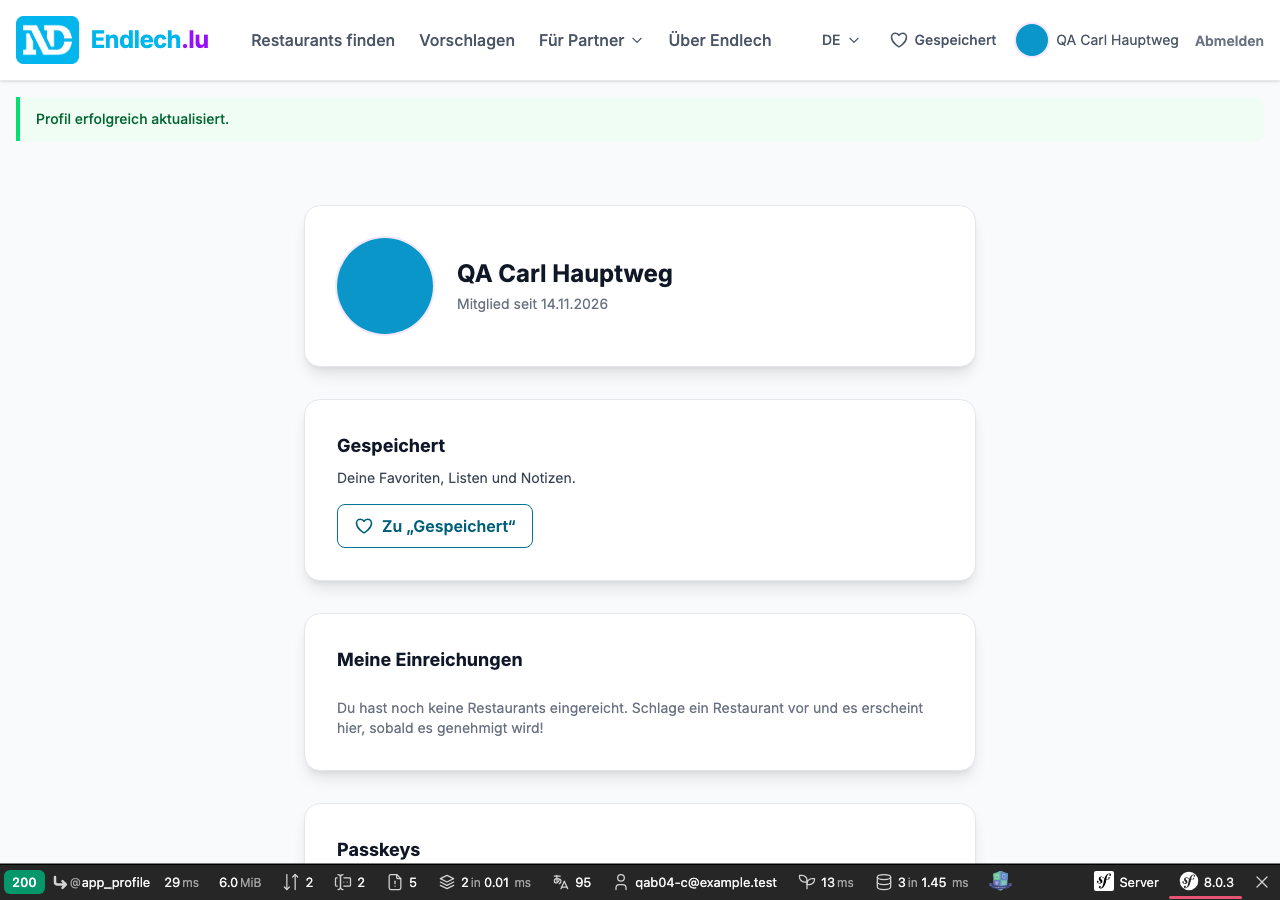 Endlech.lu
Restaurants finden Vorschlagen Für Partner Über Endlech DE Gespeichert QA Carl Hauptweg Abmelden
Profil erfolgreich aktualisiert.
QA Carl Hauptweg
Mitglied seit 14.11.2026
Gespeichert
Deine Favoriten, Listen und Notizen.
Zu „Gespeichert“
Meine Einreichungen
Du hast noch keine Restaurants eingereicht. Schlage ein Restaurant vor und es erscheint
hier, sobald es genehmigt wird!
Passkeys
200 @app_profile 29 ms 6.0 MiB 2 2 5 2 in 0.01 ms 95 qab04-c@example.test 13 ms 3 in 1.45 ms Server 8.0.3